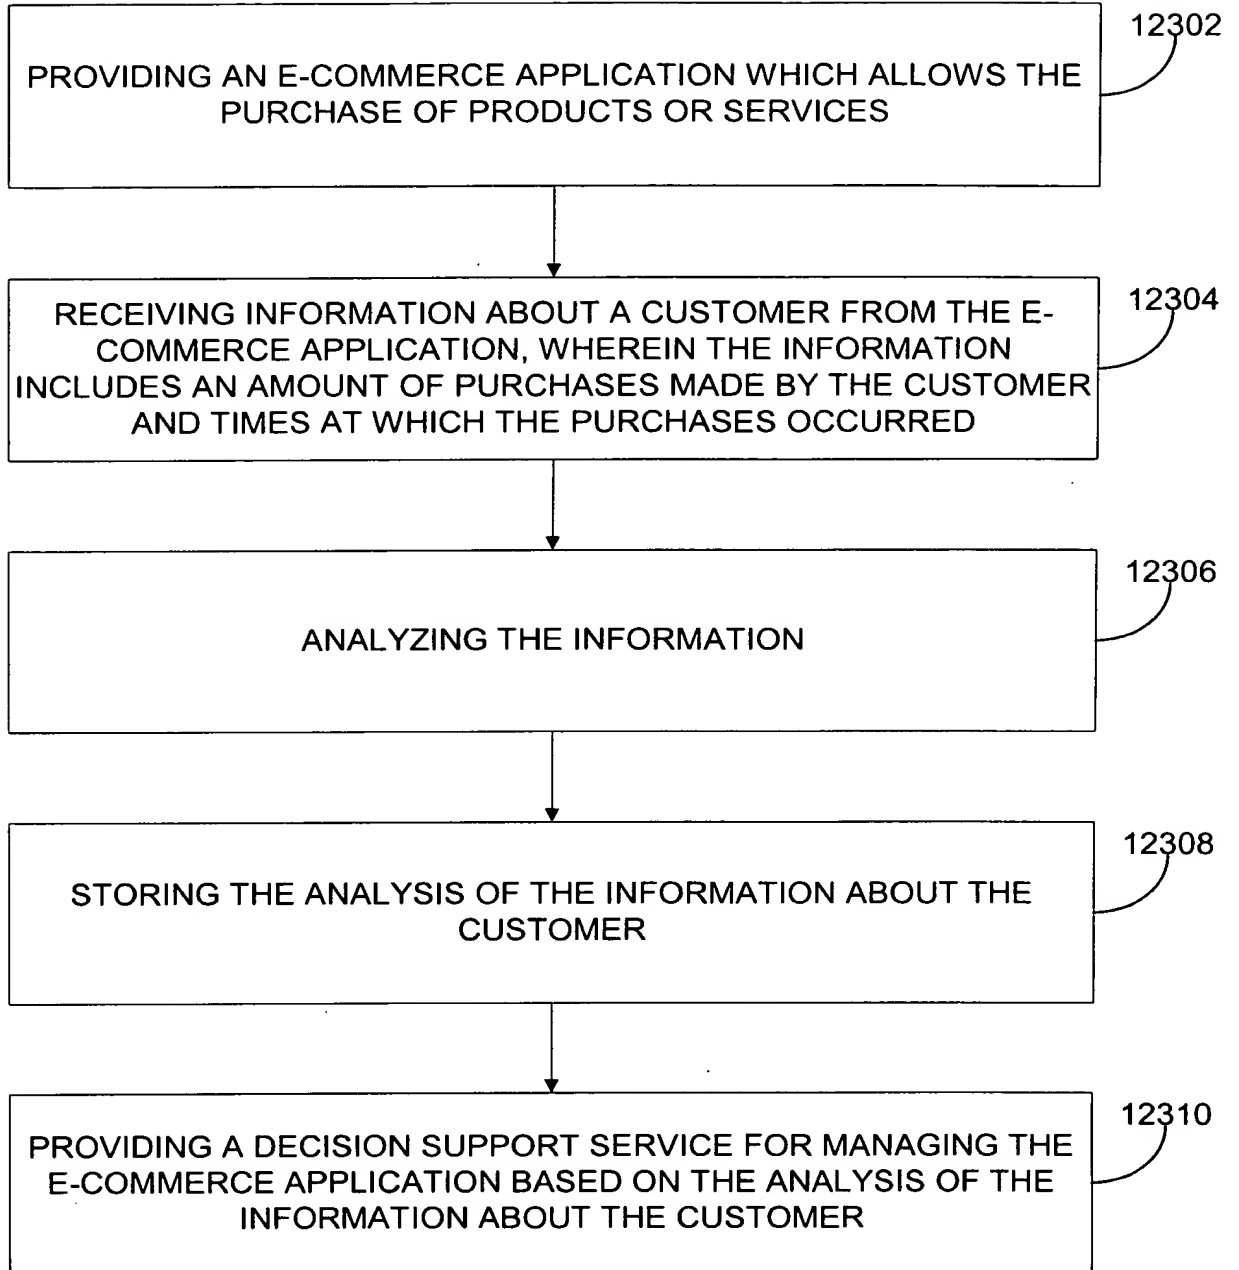 12302
PROVIDING AN E-COMMERCE APPLICATION WHICH ALLOWS THE
PURCHASE OF PRODUCTS OR SERVICES
12304
RECEIVING INFORMATION ABOUT A CUSTOMER FROM THE E-
COMMERCE APPLICATION, WHEREIN THE INFORMATION
INCLUDES AN AMOUNT OF PURCHASES MADE BY THE CUSTOMER
AND TIMES AT WHICH THE PURCHASES OCCURRED
12306
ANALYZING THE INFORMATION
12308
STORING THE ANALYSIS OF THE INFORMATION ABOUT THE
CUSTOMER
12310
PROVIDING A DECISION SUPPORT SERVICE FOR MANAGING THE
E-COMMERCE APPLICATION BASED ON THE ANALYSIS OF THE
INFORMATION ABOUT THE CUSTOMER